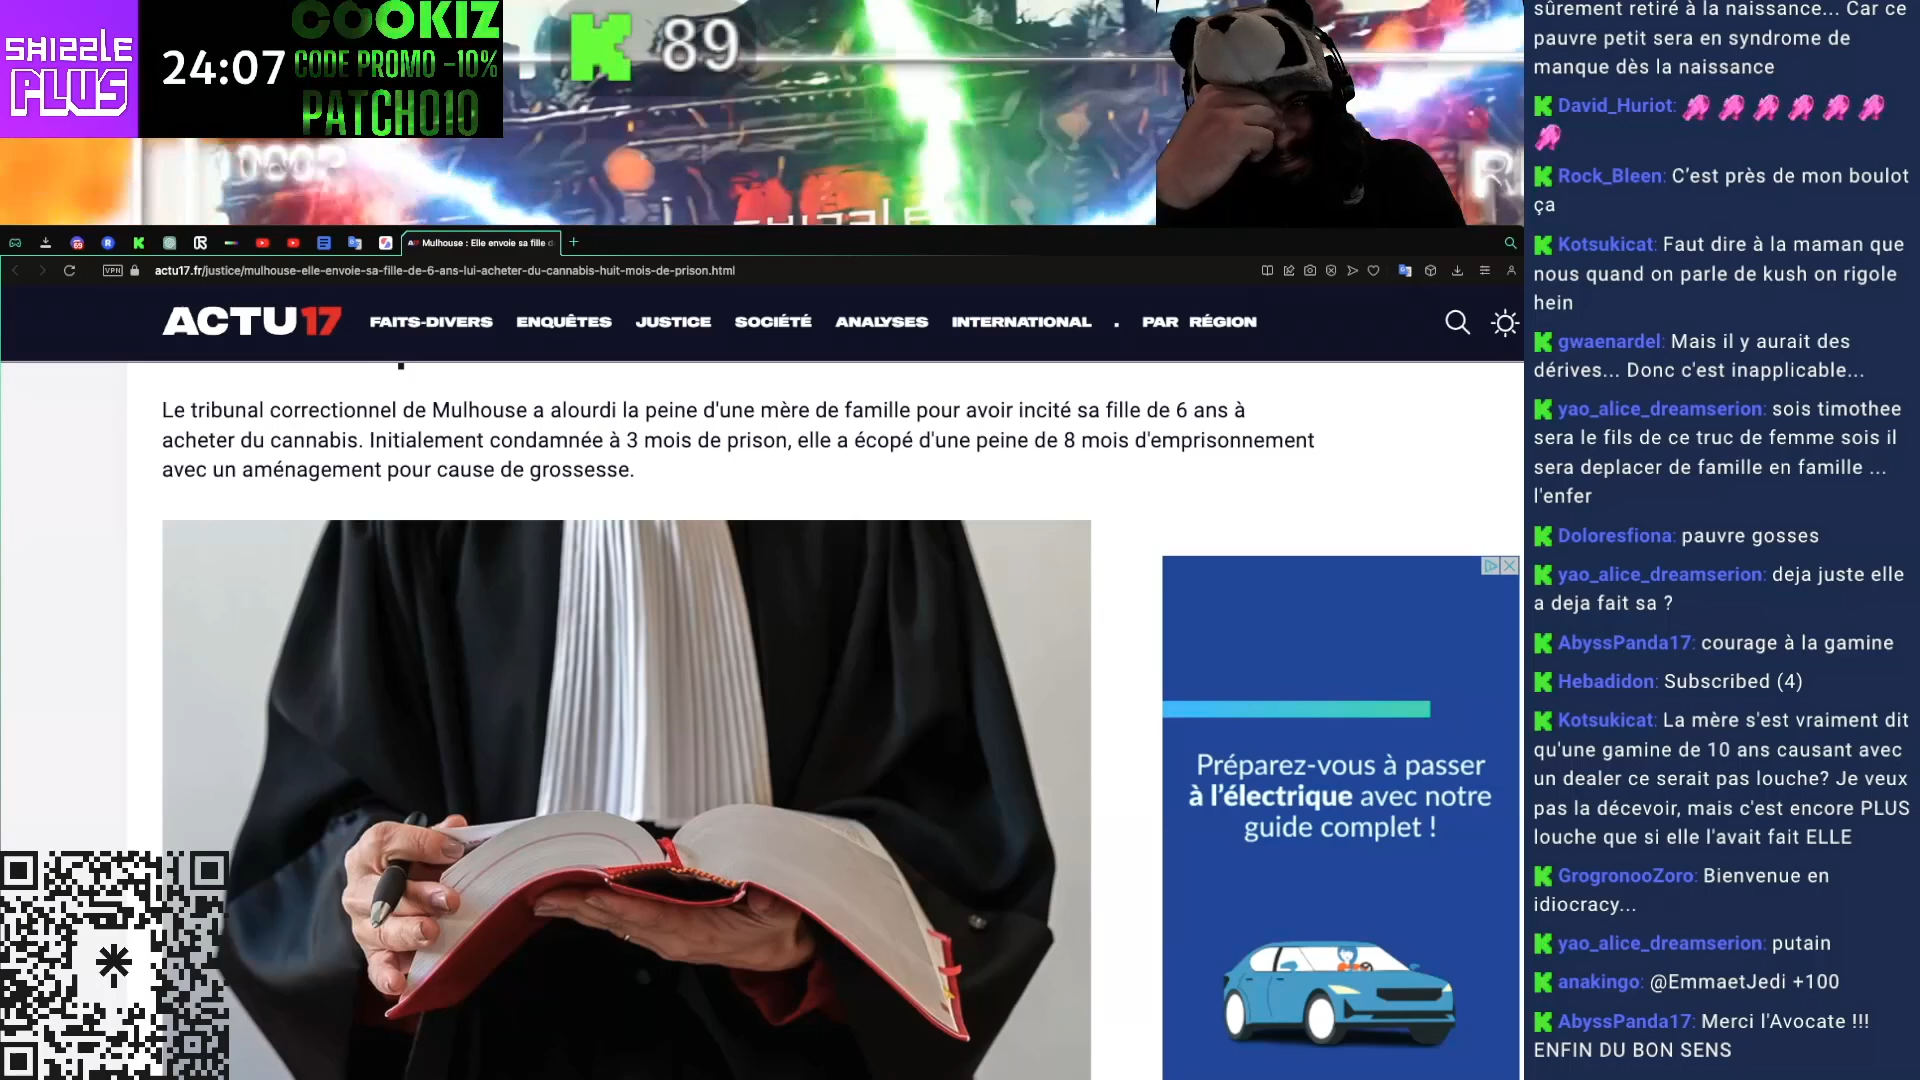 SHIZZLE
PLUS
24:07
COOKIZ
CODE PROMO -10%
PATCHO10
89
1080P
Mulhouse : Elle envoie sa fille d
VPN
actu17.fr/justice/mulhouse-elle-envoie-sa-fille-de-6-ans-lui-acheter-du-cannabis-huit-mois-de-prison.html
ACTU17
FAITS-DIVERS ENQUÊTES JUSTICE SOCIÉTÉ ANALYSES INTERNATIONAL . PAR RÉGION
Le tribunal correctionnel de Mulhouse a alourdi la peine d'une mère de famille pour avoir incité sa fille de 6 ans à
acheter du cannabis. Initialement condamnée à 3 mois de prison, elle a écopé d'une peine de 8 mois d'emprisonnement
avec un aménagement pour cause de grossesse.
Préparez-vous à passer
à l'électrique avec notre
guide complet !
sûrement retiré à la naissance... Car ce
pauvre petit sera en syndrome de
manque dès la naissance
David_Huriot:
Rock_Bleen: C'est près de mon boulot
ça
Kotsukicat: Faut dire à la maman que
nous quand on parle de kush on rigole
hein
gwaenardel: Mais il y aurait des
dérives... Donc c'est inapplicable...
yao_alice_dreamserion: sois timothee
sera le fils de ce truc de femme sois il
sera deplacer de famille en famille ...
l'enfer
Doloresfiona: pauvre gosses
yao_alice_dreamserion: deja juste elle
a deja fait sa ?
AbyssPanda17: courage à la gamine
Hebadidon: Subscribed (4)
Kotsukicat: La mère s'est vraiment dit
qu'une gamine de 10 ans causant avec
un dealer ce serait pas louche? Je veux
pas la décevoir, mais c'est encore PLUS
louche que si elle l'avait fait ELLE
GrogronooZoro: Bienvenue en
idiocracy...
yao_alice_dreamserion: putain
anakingo: @EmmaetJedi +100
AbyssPanda17: Merci l'Avocate !!!
ENFIN DU BON SENS